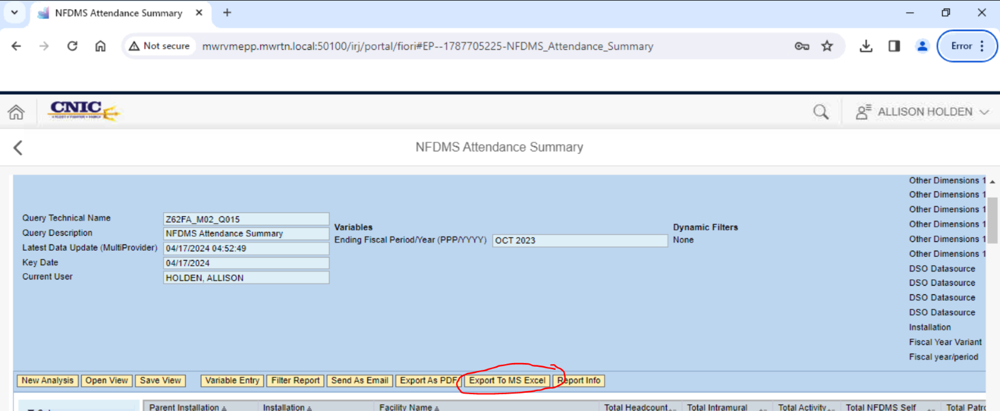 NFDMS Attendance Summary
Not secure
mwrvmepp.mwrtn.local:50100/irj/portal/fiori#EP--1787705225-NFDMS_Attendance_Summary
Error
CNIC
ALLISON HOLDEN
NFDMS Attendance Summary
Other Dimensions 1
Other Dimensions 1
Other Dimensions 1
Other Dimensions 1
Other Dimensions 1
Other Dimensions 1
DSO Datasource
DSO Datasource
DSO Datasource
DSO Datasource
Installation
Fiscal Year Variant
Fiscal year/period
Query Technical Name Z62FA_M02_Q015
Query Description NFDMS Attendance Summary
Latest Data Update (MultiProvider) 04/17/2024 04:52:49
Key Date 04/17/2024
Current User HOLDEN, ALLISON
Variables
Ending Fiscal Period/Year (PPP/YYYY) OCT 2023
Dynamic Filters
None
New Analysis Open View Save View Variable Entry Filter Report Send As Email Export As PDF Export To MS Excel Report Info
Parent Installation Installation Facility Name Total Headcount Total Intramural Total Activity Total NFDMS Self Total Patr